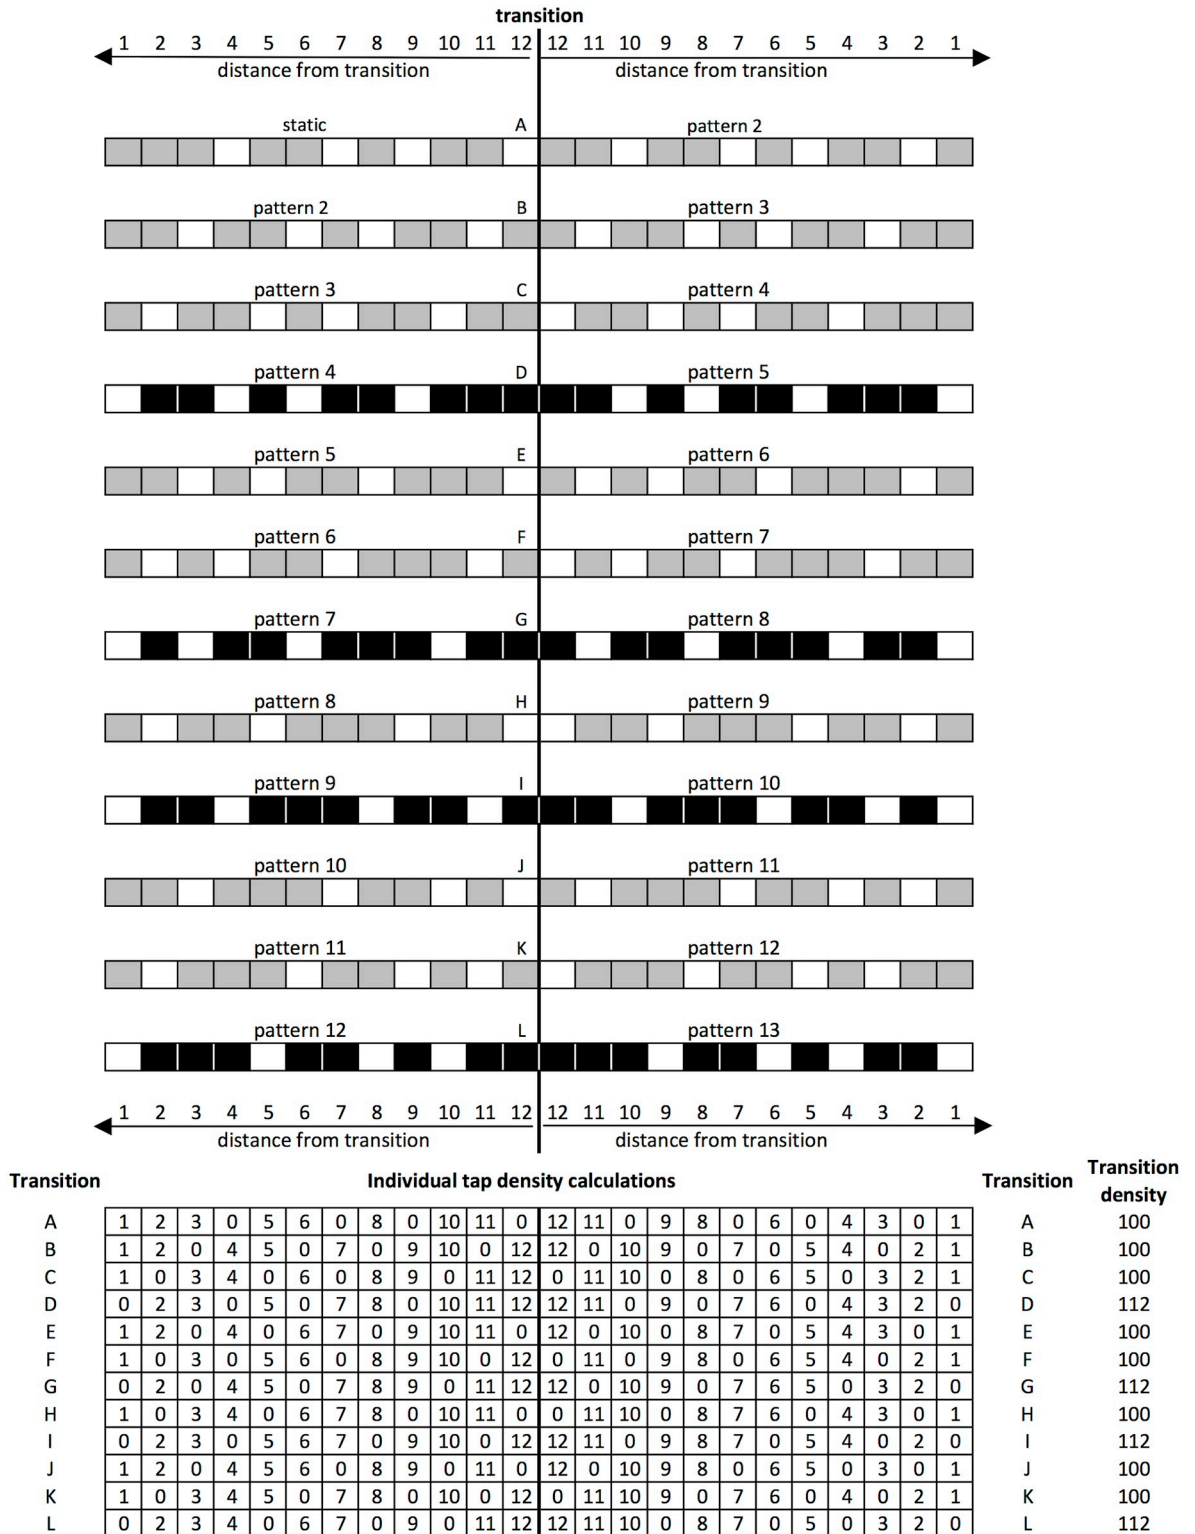 transition
1 2 3 4 5 6 7 8 9 10 11 12 12 11 10 9 8 7 6 5 4 3 2 1
distance from transition distance from transition
static A pattern 2
pattern 2 B pattern 3
pattern 3 C pattern 4
pattern 4 D pattern 5
pattern 5 E pattern 6
pattern 6 F pattern 7
pattern 7 G pattern 8
pattern 8 H pattern 9
pattern 9 I pattern 10
pattern 10 J pattern 11
pattern 11 K pattern 12
pattern 12 L pattern 13
1 2 3 4 5 6 7 8 9 10 11 12 12 11 10 9 8 7 6 5 4 3 2 1
distance from transition distance from transition
Transition Individual tap density calculations Transition Transition density
A 1 2 3 0 5 6 0 8 0 10 11 0 12 11 0 9 8 0 6 0 4 3 0 1 A 100
B 1 2 0 4 5 0 7 0 9 10 0 12 12 0 10 9 0 7 0 5 4 0 2 1 B 100
C 1 0 3 4 0 6 0 8 9 0 11 12 0 11 10 0 8 0 6 5 0 3 2 1 C 100
D 0 2 3 0 5 0 7 8 0 10 11 12 12 11 0 9 0 7 6 0 4 3 2 0 D 112
E 1 2 0 4 0 6 7 0 9 10 11 0 12 0 10 0 8 7 0 5 4 3 0 1 E 100
F 1 0 3 0 5 6 0 8 9 10 0 12 0 11 0 9 8 0 6 5 4 0 2 1 F 100
G 0 2 0 4 5 0 7 8 9 0 11 12 12 0 10 9 0 7 6 5 0 3 2 0 G 112
H 1 0 3 4 0 6 7 8 0 10 11 0 0 11 10 0 8 7 6 0 4 3 0 1 H 100
I 0 2 3 0 5 6 7 0 9 10 0 12 12 11 0 9 8 7 0 5 4 0 2 0 I 112
J 1 2 0 4 5 6 0 8 9 0 11 0 12 0 10 9 8 0 6 5 0 3 0 1 J 100
K 1 0 3 4 5 0 7 8 0 10 0 12 0 11 10 9 0 7 6 0 4 0 2 1 K 100
L 0 2 3 4 0 6 7 0 9 0 11 12 12 11 10 0 8 7 0 5 0 3 2 0 L 112